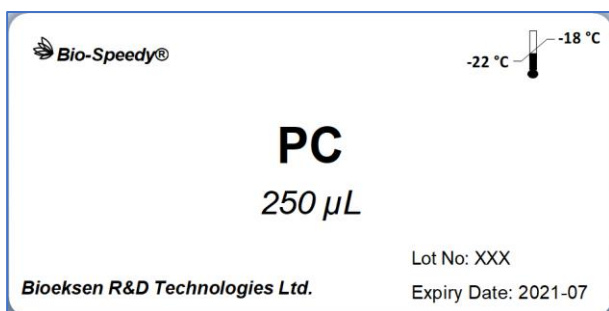 Bio-Speedy®
-18 °C
-22 °C
PC
250 µL
Lot No: XXX
Bioeksen R&D Technologies Ltd.
Expiry Date: 2021-07